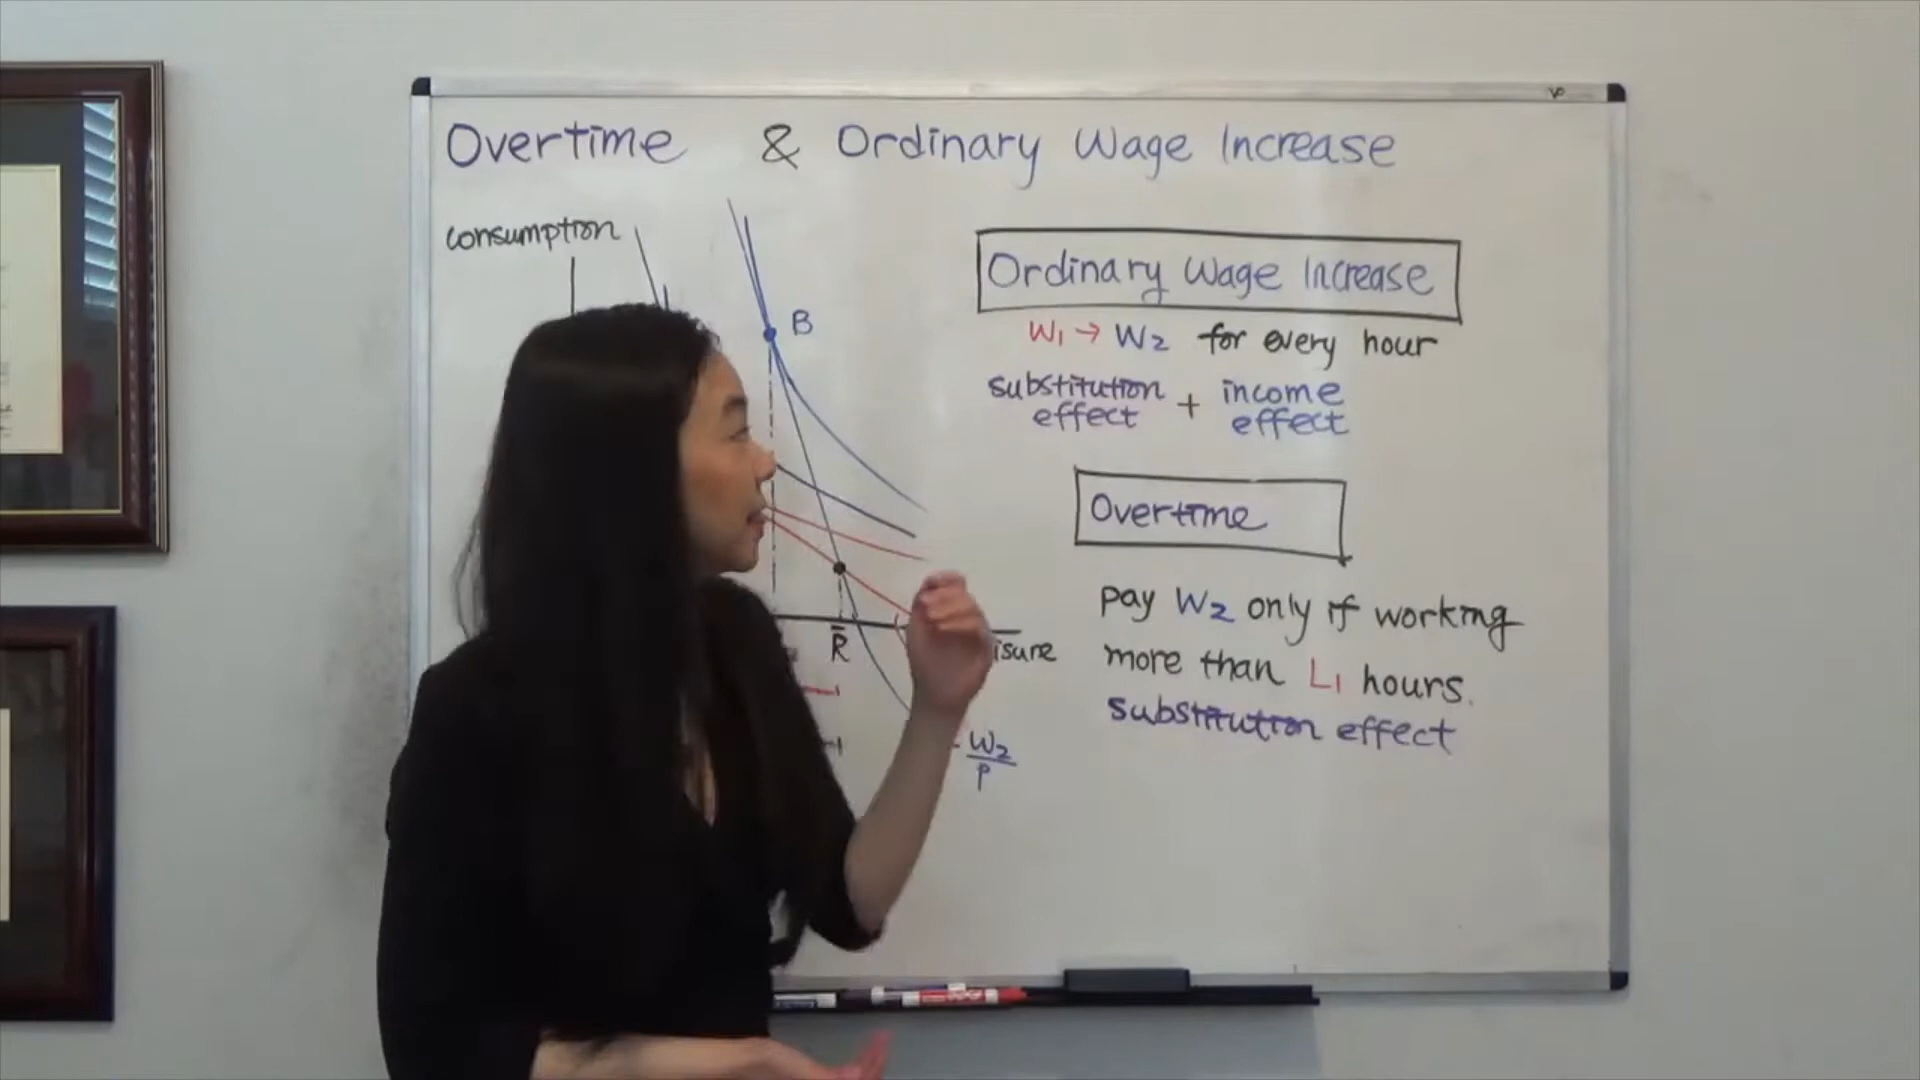 Overtime & Ordinary Wage Increase
consumption
B
R̄
isure
W2
P
Ordinary Wage Increase
W1 → W2 for every hour
substitution + income
effect effect
Overtime
pay W2 only if working
more than L1 hours.
substitution effect